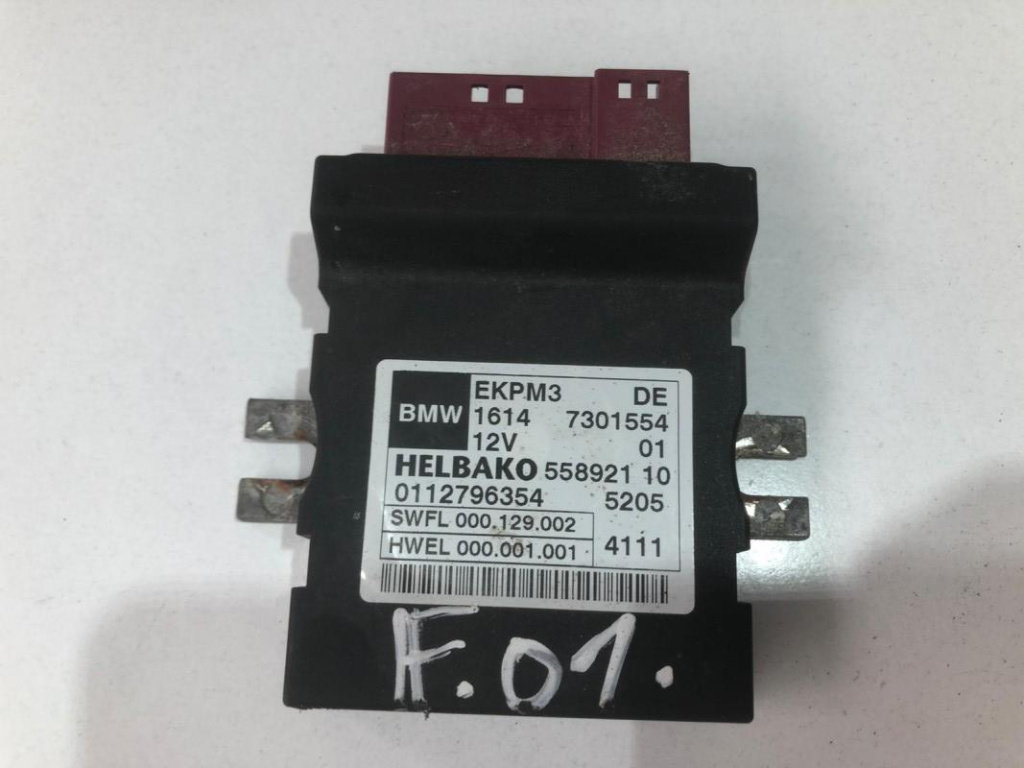 BMW
EKPM3 DE
1614 7301554
12V 01
HELBAKO 558921 10
0112796354 5205
SWFL 000.129.002
HWEL 000.001.001 4111
F.01.